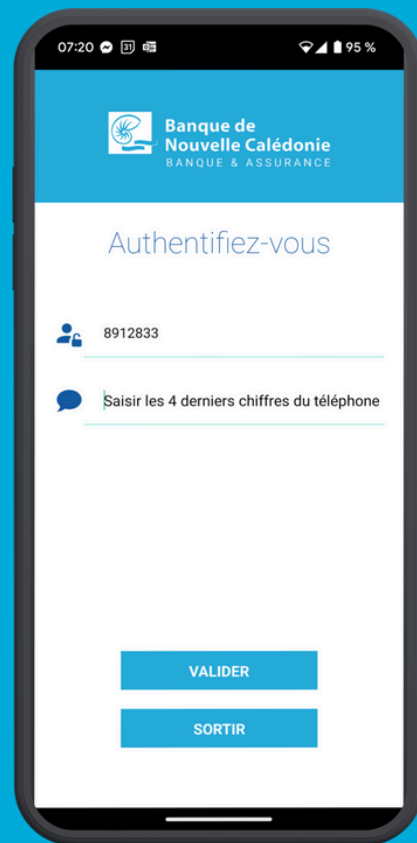 07:20 31 95 %
Banque de
Nouvelle Calédonie
BANQUE & ASSURANCE
Authentifiez-vous
8912833
Saisir les 4 derniers chiffres du téléphone
VALIDER
SORTIR